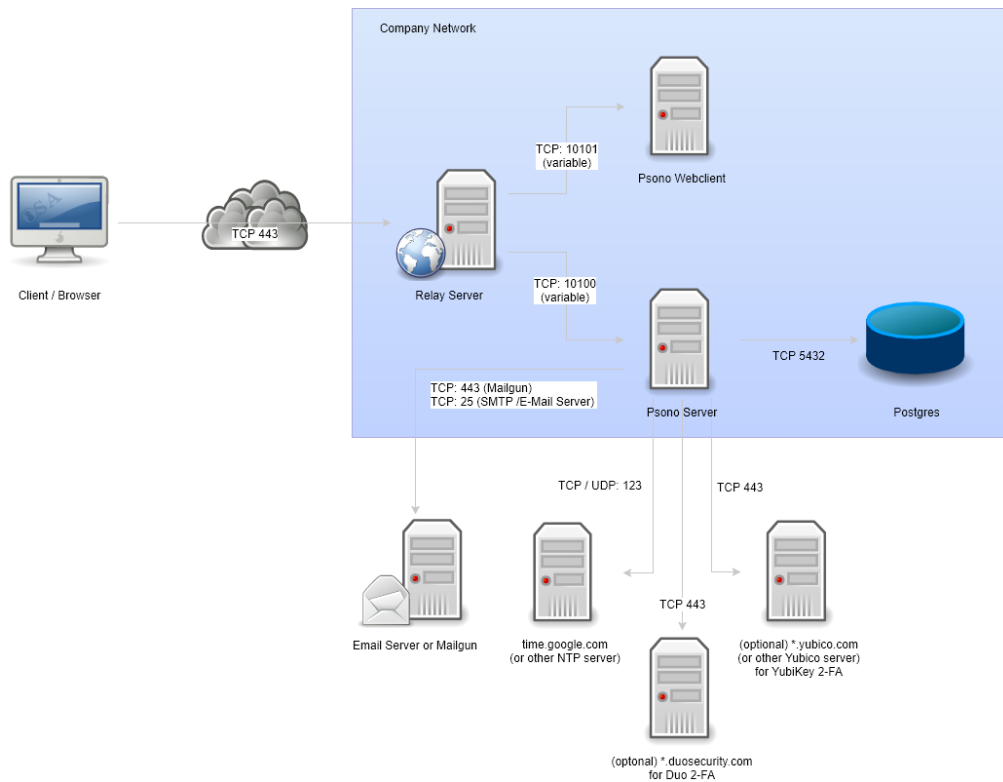 Company Network
TCP: 10101
(variable)
Psono Webclient
TCP 443
Client / Browser
Relay Server
TCP: 10100
(variable)
TCP 5432
TCP: 443 (Mailgun)
TCP: 25 (SMTP /E-Mail Server)
Psono Server
Postgres
TCP / UDP: 123
TCP 443
TCP 443
Email Server or Mailgun
time.google.com
(or other NTP server)
(optional) *.yubico.com
(or other Yubico server)
for YubiKey 2-FA
(optonal) *.duosecurity.com
for Duo 2-FA